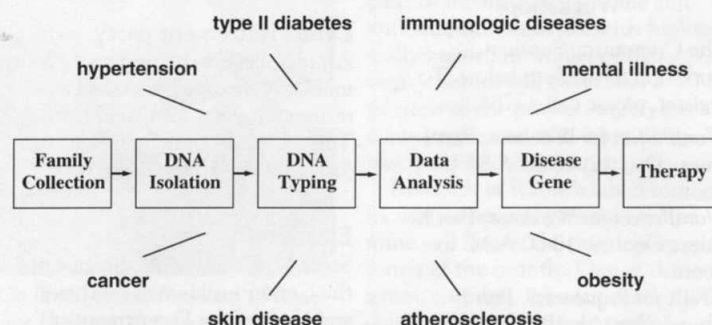 type II diabetes immunologic diseases
hypertension mental illness
Family DNA DNA Data Disease Therapy
Collection Isolation Typing Analysis Gene
cancer obesity
skin disease atherosclerosis